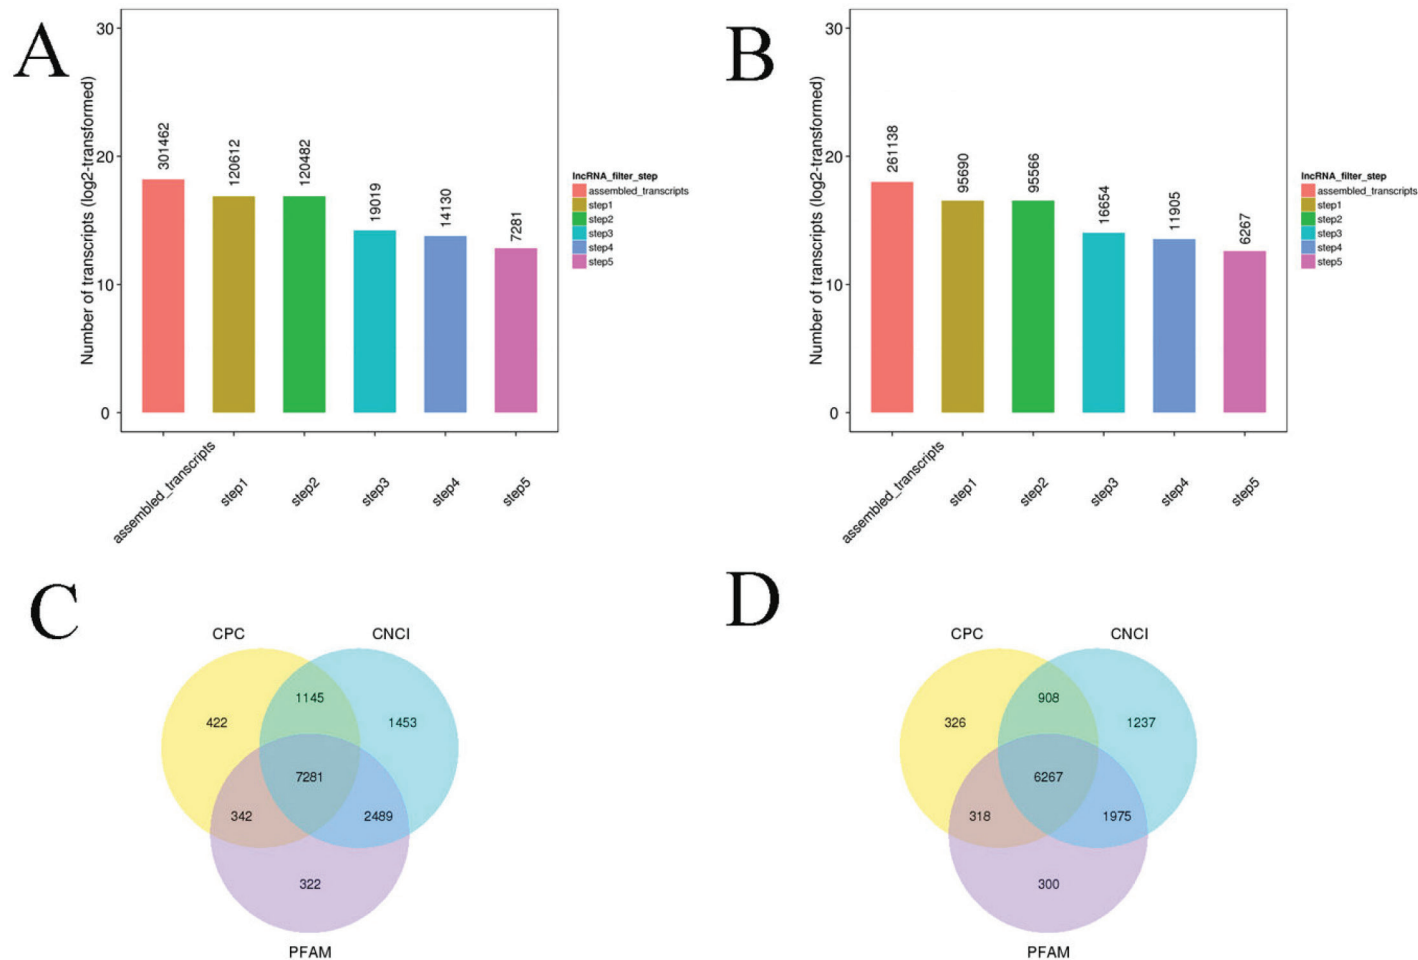 A
Number of transcripts (log2-transformed)
30
20
10
0
301462
120612
120482
19019
14130
7281
assembled_transcripts
step1
step2
step3
step4
step5
lncRNA_filter_step
assembled_transcripts
step1
step2
step3
step4
step5
B
Number of transcripts (log2-transformed)
30
20
10
0
261138
95690
95566
16654
11905
6267
assembled_transcripts
step1
step2
step3
step4
step5
lncRNA_filter_step
assembled_transcripts
step1
step2
step3
step4
step5
C
CPC CNCI
1145
422 1453
7281
342 2489
322
PFAM
D
CPC CNCI
908
326 1237
6267
318 1975
300
PFAM